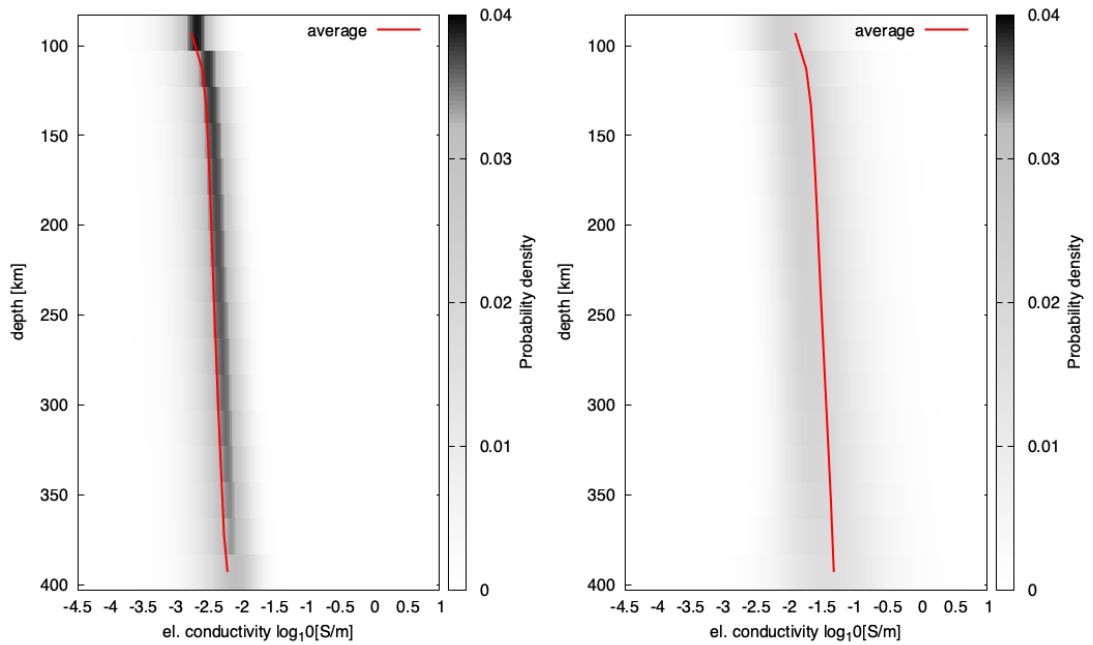 average
100
150
200
250
300
350
400
depth [km]
-4.5 -4 -3.5 -3 -2.5 -2 -1.5 -1 -0.5 0 0.5 1
el. conductivity log₁0[S/m]
0.04
0.03
0.02
0.01
0
Probability density
average
100
150
200
250
300
350
400
depth [km]
-4.5 -4 -3.5 -3 -2.5 -2 -1.5 -1 -0.5 0 0.5 1
el. conductivity log₁0[S/m]
0.04
0.03
0.02
0.01
0
Probability density